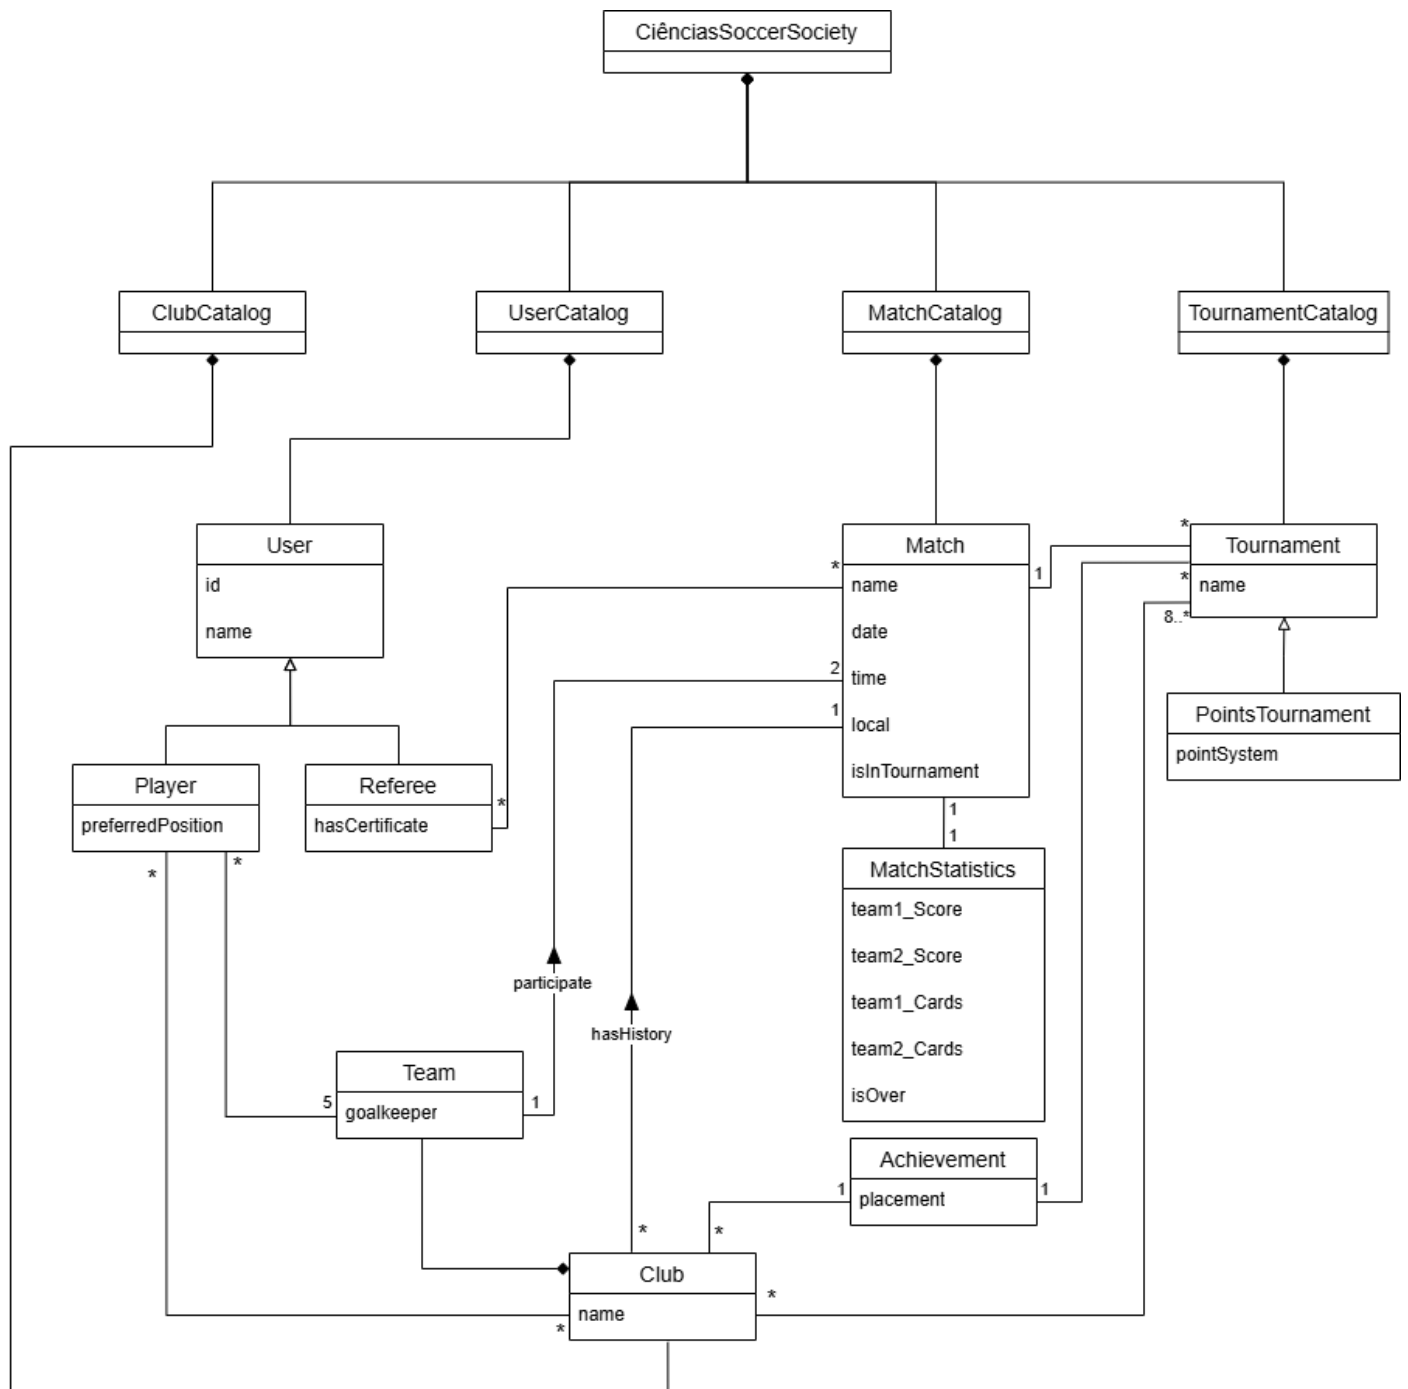 CiênciasSoccerSociety
ClubCatalog
UserCatalog
MatchCatalog
TournamentCatalog
User
id
name
Match
name
date
time
local
isInTournament
*
2
1
1
*
*
8..*
Tournament
name
PointsTournament
pointSystem
Player
preferredPosition
Referee
hasCertificate
*
*
*
1
1
MatchStatistics
team1_Score
team2_Score
team1_Cards
team2_Cards
isOver
participate
hasHistory
Team
goalkeeper
5
1
Achievement
placement
1
1
*
*
Club
name
*
*